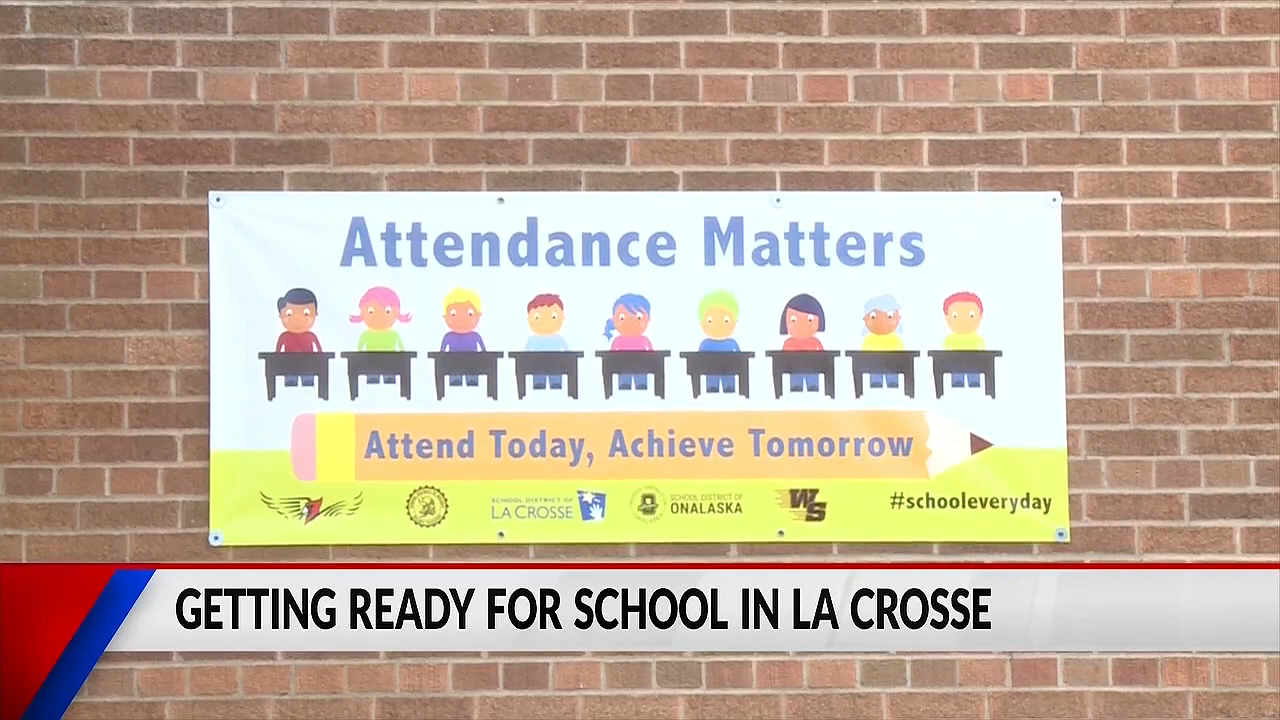 Attendance Matters
Attend Today, Achieve Tomorrow
SCHOOL DISTRICT OF
LA CROSSE
SCHOOL DISTRICT OF
ONALASKA
WS
#schooleveryday
GETTING READY FOR SCHOOL IN LA CROSSE